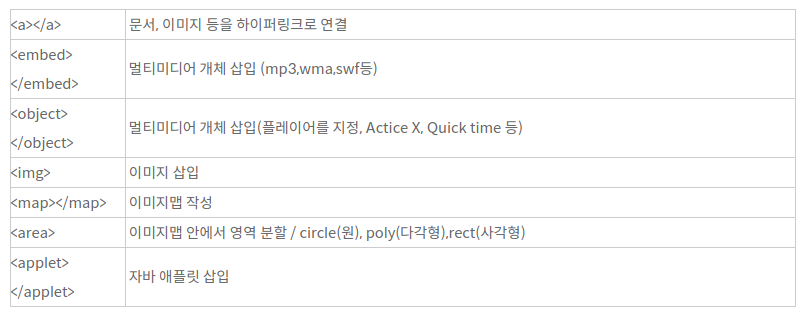 <a></a> 문서, 이미지 등을 하이퍼링크로 연결
<embed>
</embed>
멀티미디어 개체 삽입 (mp3,wma,swf등)
<object>
</object>
멀티미디어 개체 삽입(플레이어를 지정, Actice X, Quick time 등)
<img> 이미지 삽입
<map></map> 이미지맵 작성
<area> 이미지맵 안에서 영역 분할 / circle(원), poly(다각형),rect(사각형)
<applet>
</applet>
자바 애플릿 삽입